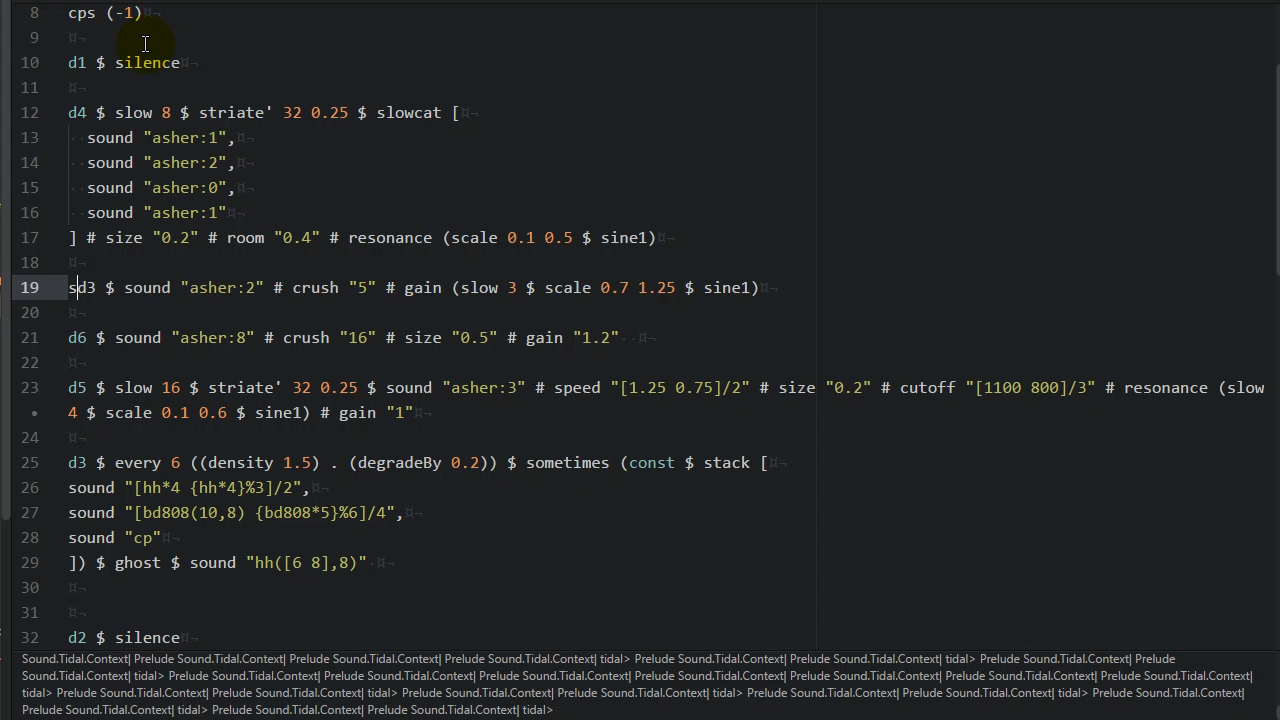 8 cps (-1)
9
10 d1 $ silence
11
12 d4 $ slow 8 $ striate' 32 0.25 $ slowcat [
13 sound "asher:1",
14 sound "asher:2",
15 sound "asher:0",
16 sound "asher:1"
17 ] # size "0.2" # room "0.4" # resonance (scale 0.1 0.5 $ sine1)
18
19 sd3 $ sound "asher:2" # crush "5" # gain (slow 3 $ scale 0.7 1.25 $ sine1)
20
21 d6 $ sound "asher:8" # crush "16" # size "0.5" # gain "1.2"
22
23 d5 $ slow 16 $ striate' 32 0.25 $ sound "asher:3" # speed "[1.25 0.75]/2" # size "0.2" # cutoff "[1100 800]/3" # resonance (slow
• 4 $ scale 0.1 0.6 $ sine1) # gain "1"
24
25 d3 $ every 6 ((density 1.5) . (degradeBy 0.2)) $ sometimes (const $ stack [
26 sound "[hh*4 {hh*4}%3]/2",
27 sound "[bd808(10,8) {bd808*5}%6]/4",
28 sound "cp"
29 ]) $ ghost $ sound "hh([6 8],8)"
30
31
32 d2 $ silence
Sound.Tidal.Context| Prelude Sound.Tidal.Context| Prelude Sound.Tidal.Context| Prelude Sound.Tidal.Context| tidal> Prelude Sound.Tidal.Context| Prelude Sound.Tidal.Context| tidal> Prelude Sound.Tidal.Context| Prelude
Sound.Tidal.Context| tidal> Prelude Sound.Tidal.Context| Prelude Sound.Tidal.Context| Prelude Sound.Tidal.Context| Prelude Sound.Tidal.Context| Prelude Sound.Tidal.Context| Prelude Sound.Tidal.Context| Prelude Sound.Tidal.Context|
tidal> Prelude Sound.Tidal.Context| Prelude Sound.Tidal.Context| tidal> Prelude Sound.Tidal.Context| Prelude Sound.Tidal.Context| tidal> Prelude Sound.Tidal.Context| Prelude Sound.Tidal.Context| tidal> Prelude Sound.Tidal.Context|
Prelude Sound.Tidal.Context| tidal> Prelude Sound.Tidal.Context| Prelude Sound.Tidal.Context| tidal>